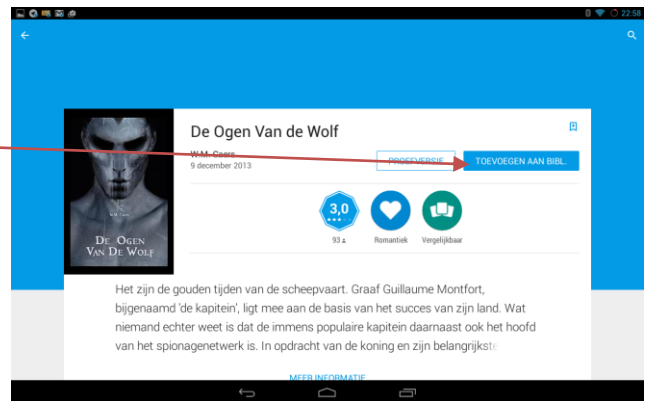 22:58
De Ogen Van de Wolf
W.M. Caers
9 december 2013
PROEFVERSIE
TOEVOEGEN AAN BIBL.
W.M. Caers
DE OGEN
VAN DE WOLF
3,0
93
Romantiek
Vergelijkbaar
Het zijn de gouden tijden van de scheepvaart. Graaf Guillaume Montfort,
bijgenaamd 'de kapitein', ligt mee aan de basis van het succes van zijn land. Wat
niemand echter weet is dat de immens populaire kapitein daarnaast ook het hoofd
van het spionagenetwerk is. In opdracht van de koning en zijn belangrijkste
MEER INFORMATIE